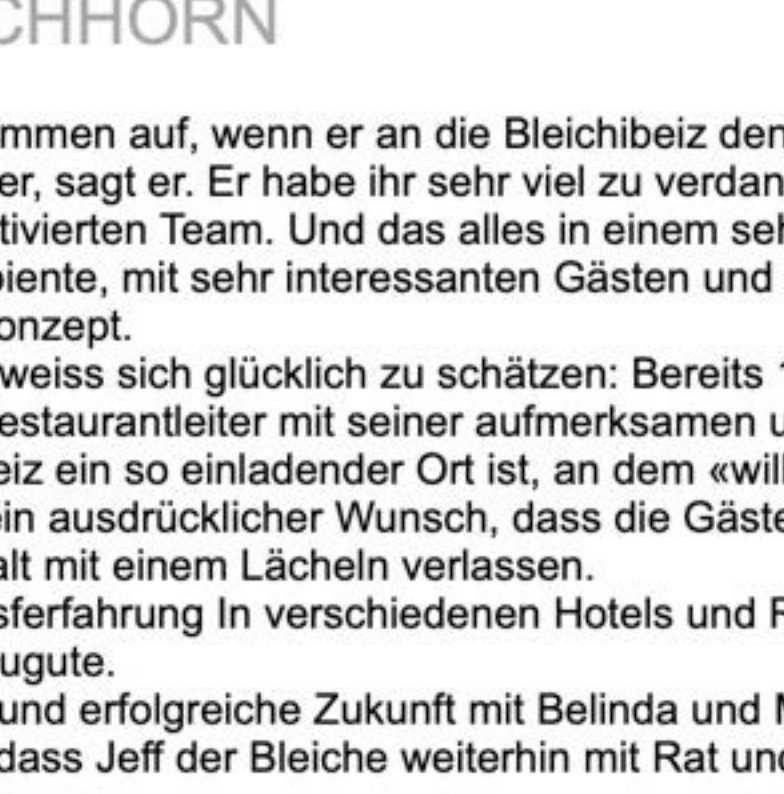 CHHORN
mmen auf, wenn er an die Bleichibeiz den
er, sagt er. Er habe ihr sehr viel zu verdan
tivierten Team. Und das alles in einem seh
biente, mit sehr interessanten Gästen und
onzept.
weiss sich glücklich zu schätzen: Bereits 1
estaurantleiter mit seiner aufmerksamen u
eiz ein so einladender Ort ist, an dem «will
ein ausdrücklicher Wunsch, dass die Gäste
alt mit einem Lächeln verlassen.
sferfahrung In verschiedenen Hotels und R
ugute.
und erfolgreiche Zukunft mit Belinda und M
dass Jeff der Bleiche weiterhin mit Rat und